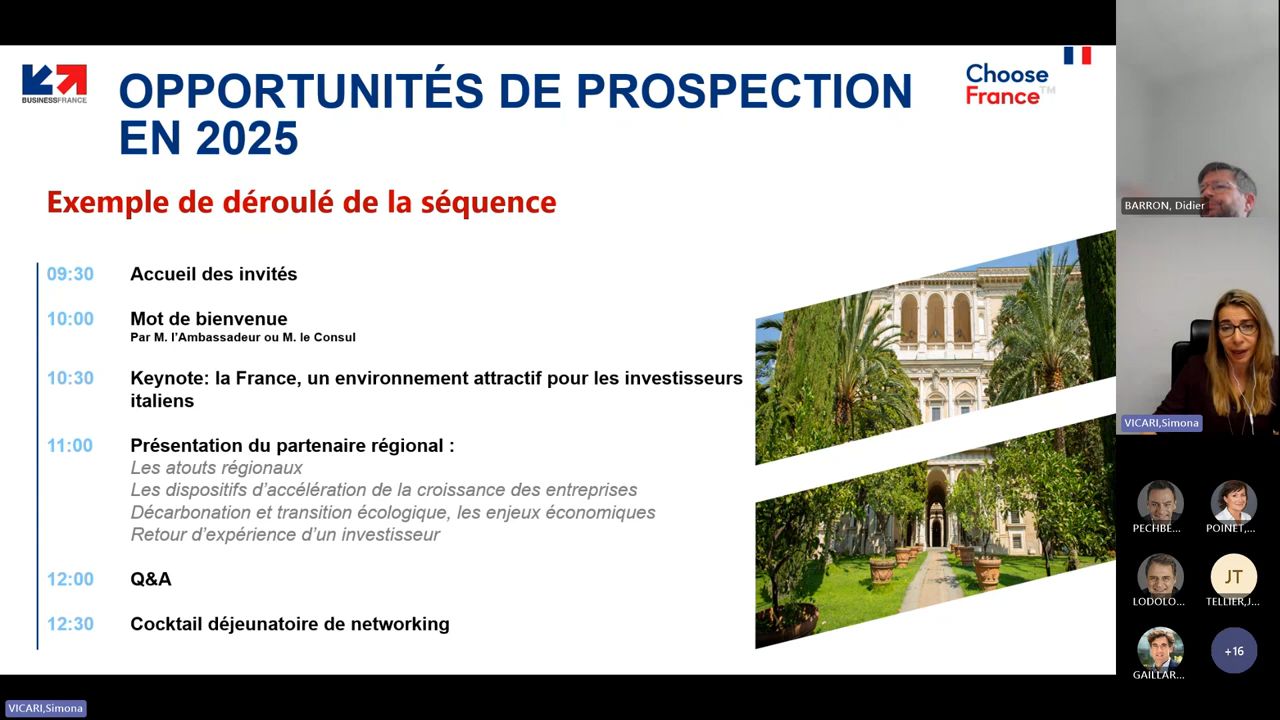 BUSINESSFRANCE
OPPORTUNITÉS DE PROSPECTION
EN 2025
Choose
France™
Exemple de déroulé de la séquence
09:30 Accueil des invités
10:00 Mot de bienvenue
Par M. l'Ambassadeur ou M. le Consul
10:30 Keynote: la France, un environnement attractif pour les investisseurs
italiens
11:00 Présentation du partenaire régional :
Les atouts régionaux
Les dispositifs d'accélération de la croissance des entreprises
Décarbonation et transition écologique, les enjeux économiques
Retour d'expérience d'un investisseur
12:00 Q&A
12:30 Cocktail déjeunatoire de networking
BARRON, Didier
VICARI,Simona
PECHBE... POINET,...
JT
LODOLO... TELLIER,J...
+16
GAILLAR...
VICARI,Simona